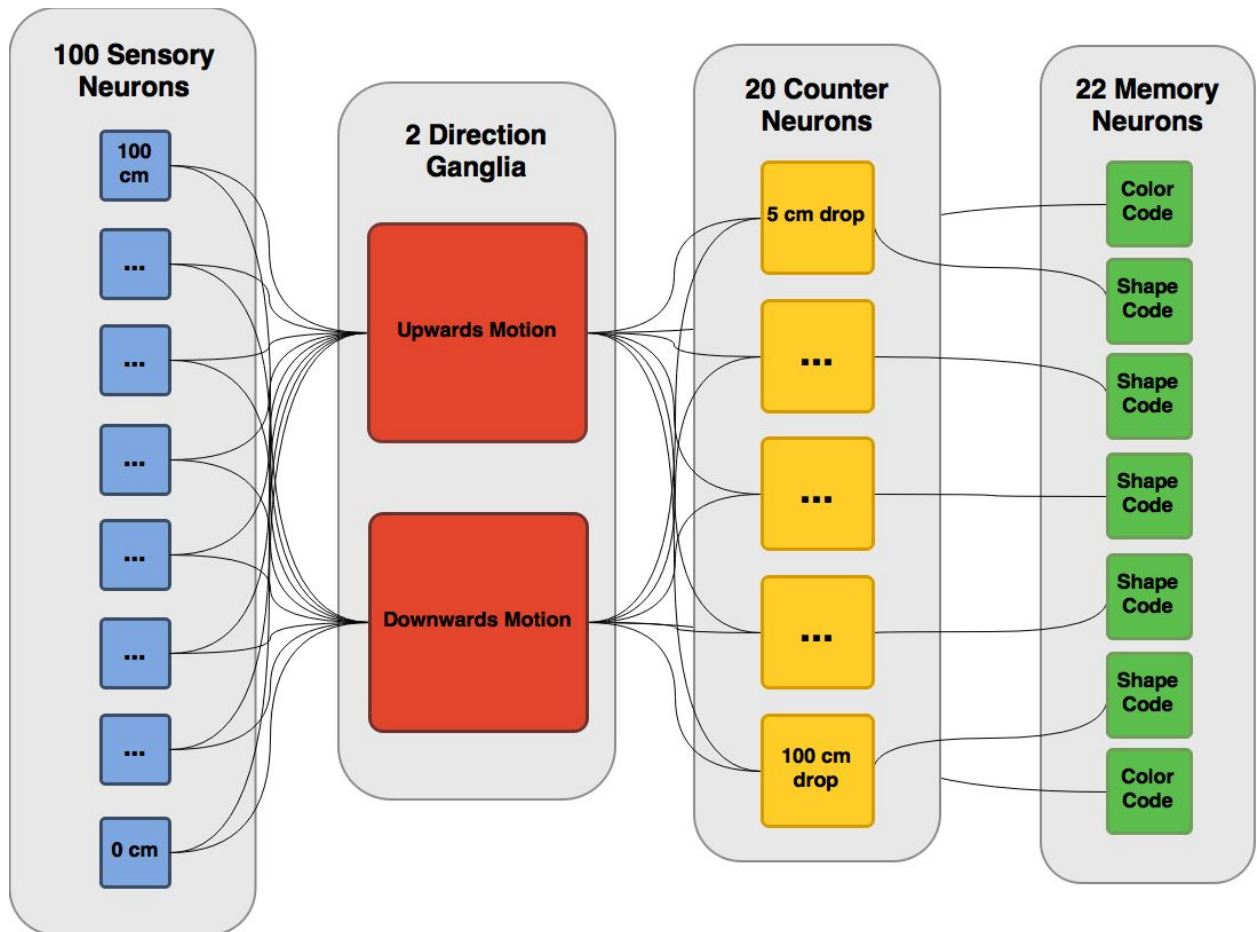 100 Sensory
Neurons
100
cm
...
...
...
...
...
...
0 cm
2 Direction
Ganglia
Upwards Motion
Downwards Motion
20 Counter
Neurons
5 cm drop
...
...
...
100 cm
drop
22 Memory
Neurons
Color
Code
Shape
Code
Shape
Code
Shape
Code
Shape
Code
Shape
Code
Color
Code